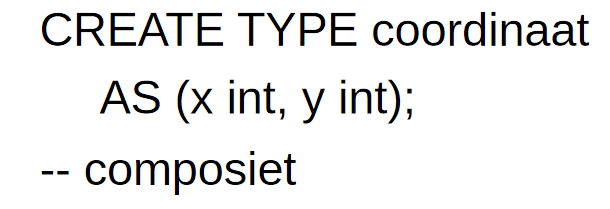 CREATE TYPE coordinaat
AS (x int, y int);
-- composiet